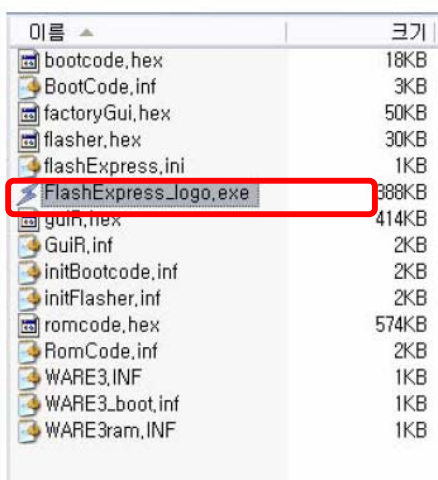 이름 크기
bootcode.hex 18KB
BootCode.inf 3KB
factoryGui.hex 50KB
flasher.hex 30KB
flashExpress.ini 1KB
FlashExpress_logo.exe 388KB
guiR.hex 414KB
GuiR.inf 2KB
initBootcode.inf 2KB
initFlasher.inf 2KB
romcode.hex 574KB
RomCode.inf 2KB
WARE3.INF 1KB
WARE3_boot.inf 1KB
WARE3ram.INF 1KB